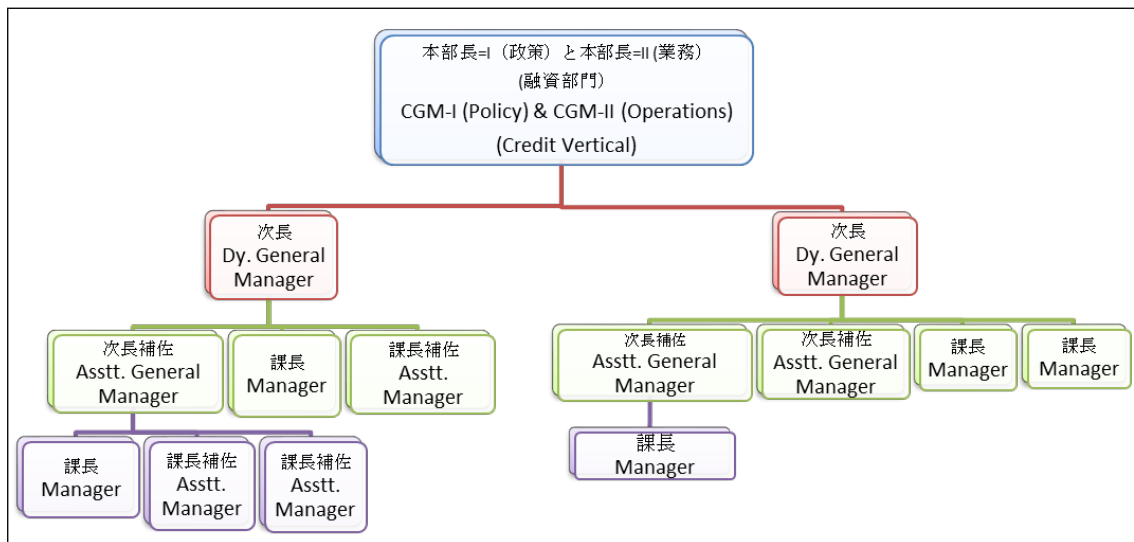 本部長=I（政策）と本部長=II (業務)
(融資部門)
CGM-I (Policy) & CGM-II (Operations)
(Credit Vertical)
次長
Dy. General
Manager
次長
Dy. General
Manager
次長補佐
Asstt. General
Manager
課長
Manager
課長補佐
Asstt.
Manager
次長補佐
Asstt. General
Manager
次長補佐
Asstt. General
Manager
課長
Manager
課長
Manager
課長
Manager
課長補佐
Asstt.
Manager
課長補佐
Asstt.
Manager
課長
Manager